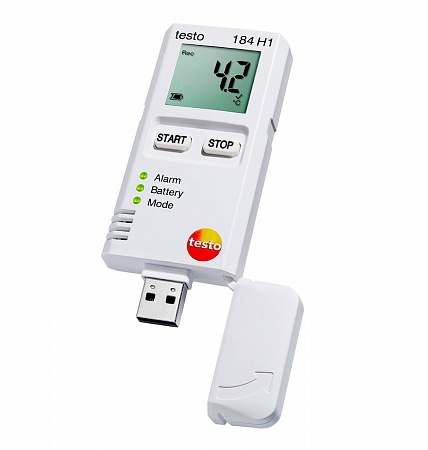 testo 184 H1
Rec
4.2
°C
START STOP
Alarm
Battery
Mode
testo